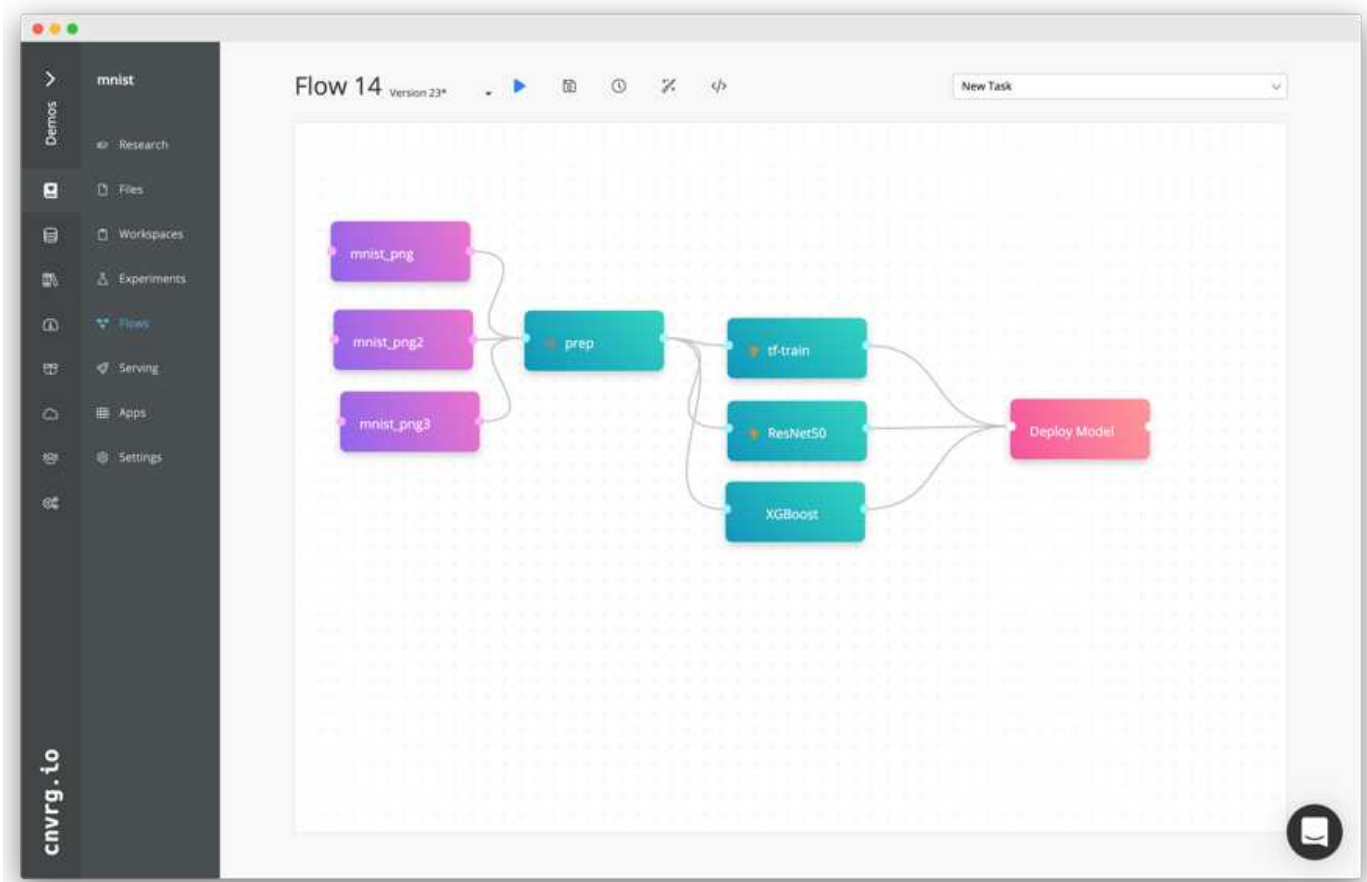 mnist
Demos
Research
Files
Workspaces
Experiments
Flows
Serving
Apps
Settings
cnvrg.io
Flow 14 Version 23*
</>
New Task
mnist_png
mnist_png2
mnist_png3
prep
tf-train
ResNet50
XGBoost
Deploy Model